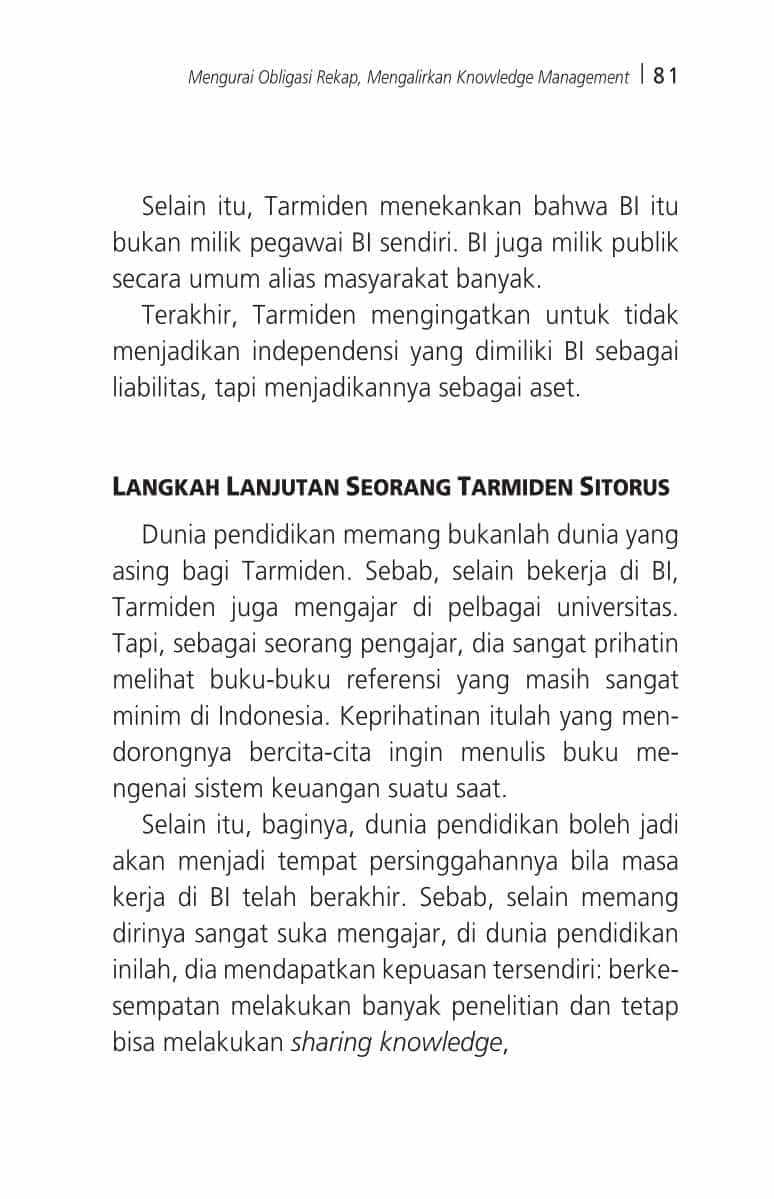 Mengurai Obligasi Rekap, Mengalirkan Knowledge Management | 81
Selain itu, Tarmiden menekankan bahwa BI itu
bukan milik pegawai BI sendiri. BI juga milik publik
secara umum alias masyarakat banyak.
Terakhir, Tarmiden mengingatkan untuk tidak
menjadikan independensi yang dimiliki BI sebagai
liabilitas, tapi menjadikannya sebagai aset.
LANGKAH LANJUTAN SEORANG TARMIDEN SITORUS
Dunia pendidikan memang bukanlah dunia yang
asing bagi Tarmiden. Sebab, selain bekerja di BI,
Tarmiden juga mengajar di pelbagai universitas.
Tapi, sebagai seorang pengajar, dia sangat prihatin
melihat buku-buku referensi yang masih sangat
minim di Indonesia. Keprihatinan itulah yang men-
dorongnya bercita-cita ingin menulis buku me-
ngenai sistem keuangan suatu saat.
Selain itu, baginya, dunia pendidikan boleh jadi
akan menjadi tempat persinggahannya bila masa
kerja di BI telah berakhir. Sebab, selain memang
dirinya sangat suka mengajar, di dunia pendidikan
inilah, dia mendapatkan kepuasan tersendiri: berke-
sempatan melakukan banyak penelitian dan tetap
bisa melakukan sharing knowledge,